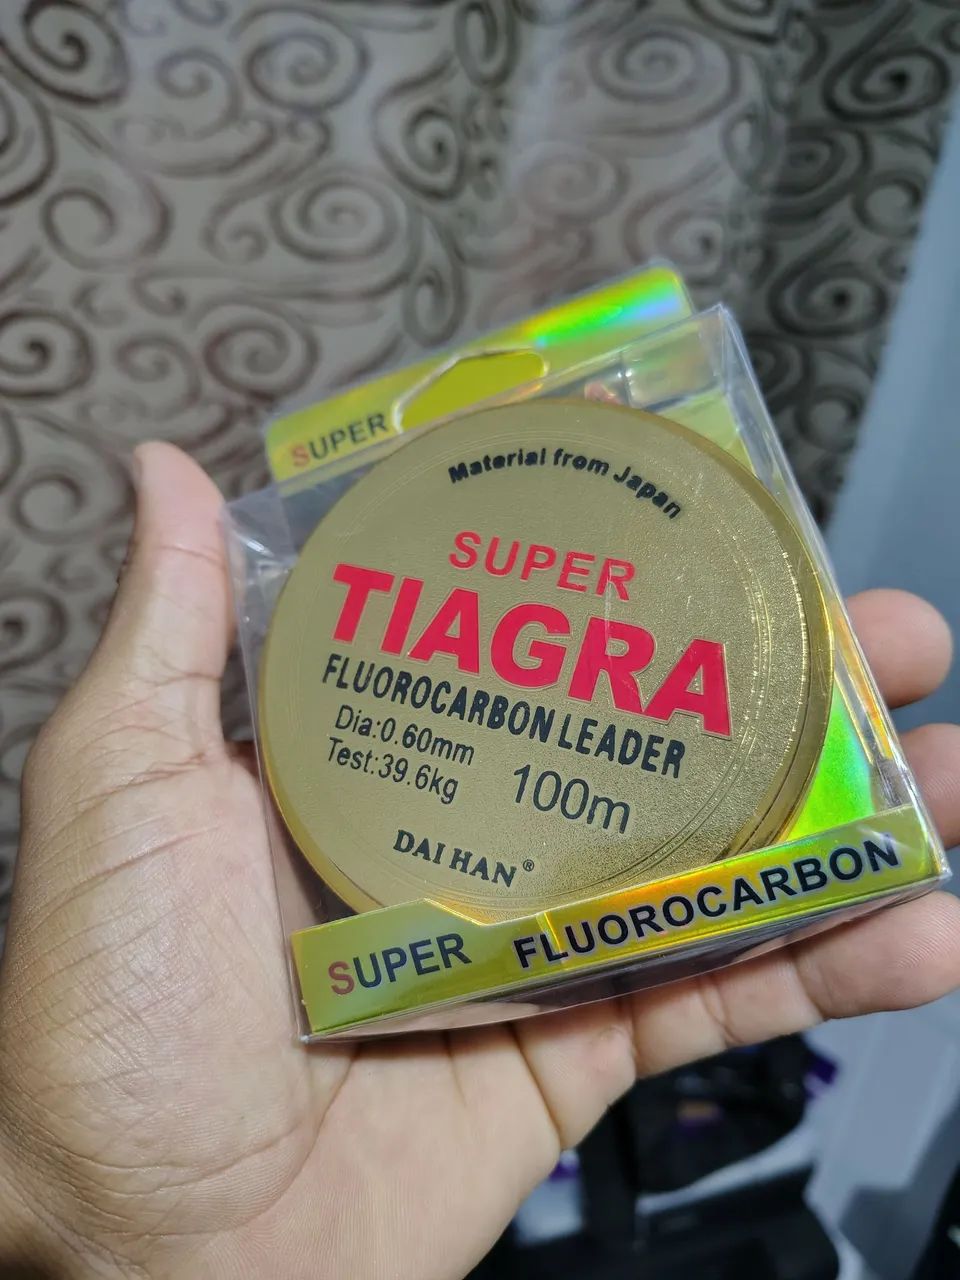 SUPER
Material from Japan
SUPER
TIAGRA
FLUOROCARBON LEADER
Dia:0.60mm
Test:39.6kg
100m
DAI HAN®
SUPER FLUOROCARBON